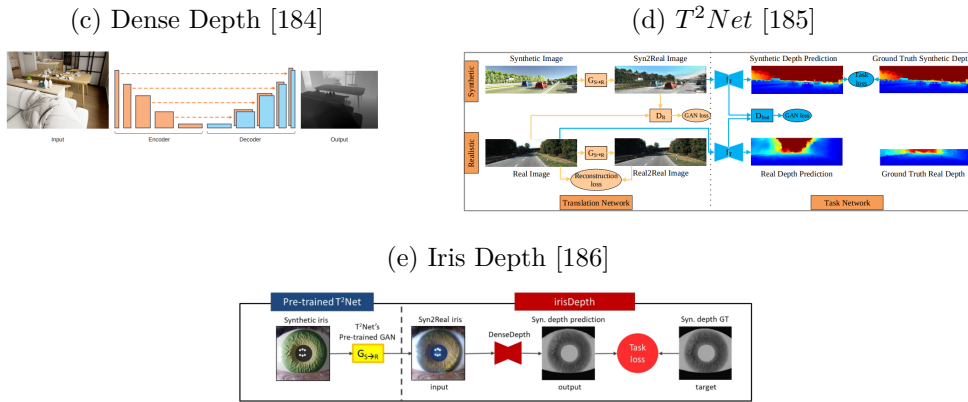 (c) Dense Depth [184]
Input
Encoder
Decoder
Output
(d) T²Net [185]
Synthetic
Synthetic Image
G S→R
Syn2Real Image
Synthetic Depth Prediction
Task loss
Ground Truth Synthetic Depth
D R
GAN loss
GAN loss
Realistic
Real Image
G S→R
Real2Real Image
Reconstruction loss
Real Depth Prediction
Ground Truth Real Depth
Translation Network
Task Network
(e) Iris Depth [186]
Pre-trained T²Net
irisDepth
Synthetic iris
T²Net's
Pre-trained GAN
G S→R
Syn2Real iris
input
DenseDepth
Syn. depth prediction
output
Task
loss
Syn. depth GT
target